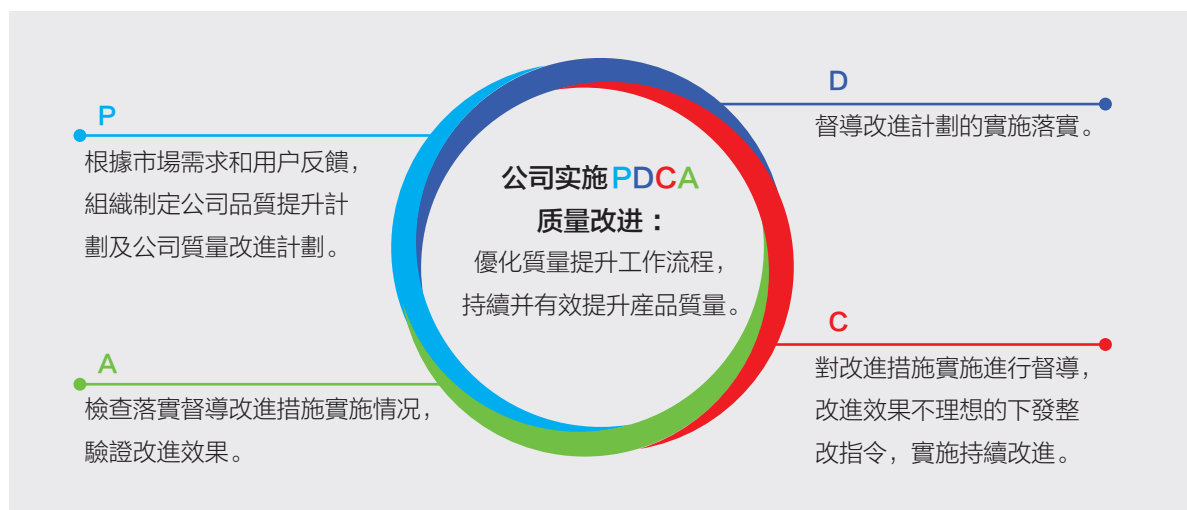 P
根據市場需求和用户反饋，
組織制定公司品質提升計
劃及公司質量改進計劃。
D
督導改進計劃的實施落實。
公司实施PDCA
质量改进：
優化質量提升工作流程，
持續并有效提升産品質量。
A
檢查落實督導改進措施實施情况，
驗證改進效果。
C
對改進措施實施進行督導，
改進效果不理想的下發整
改指令，實施持續改進。